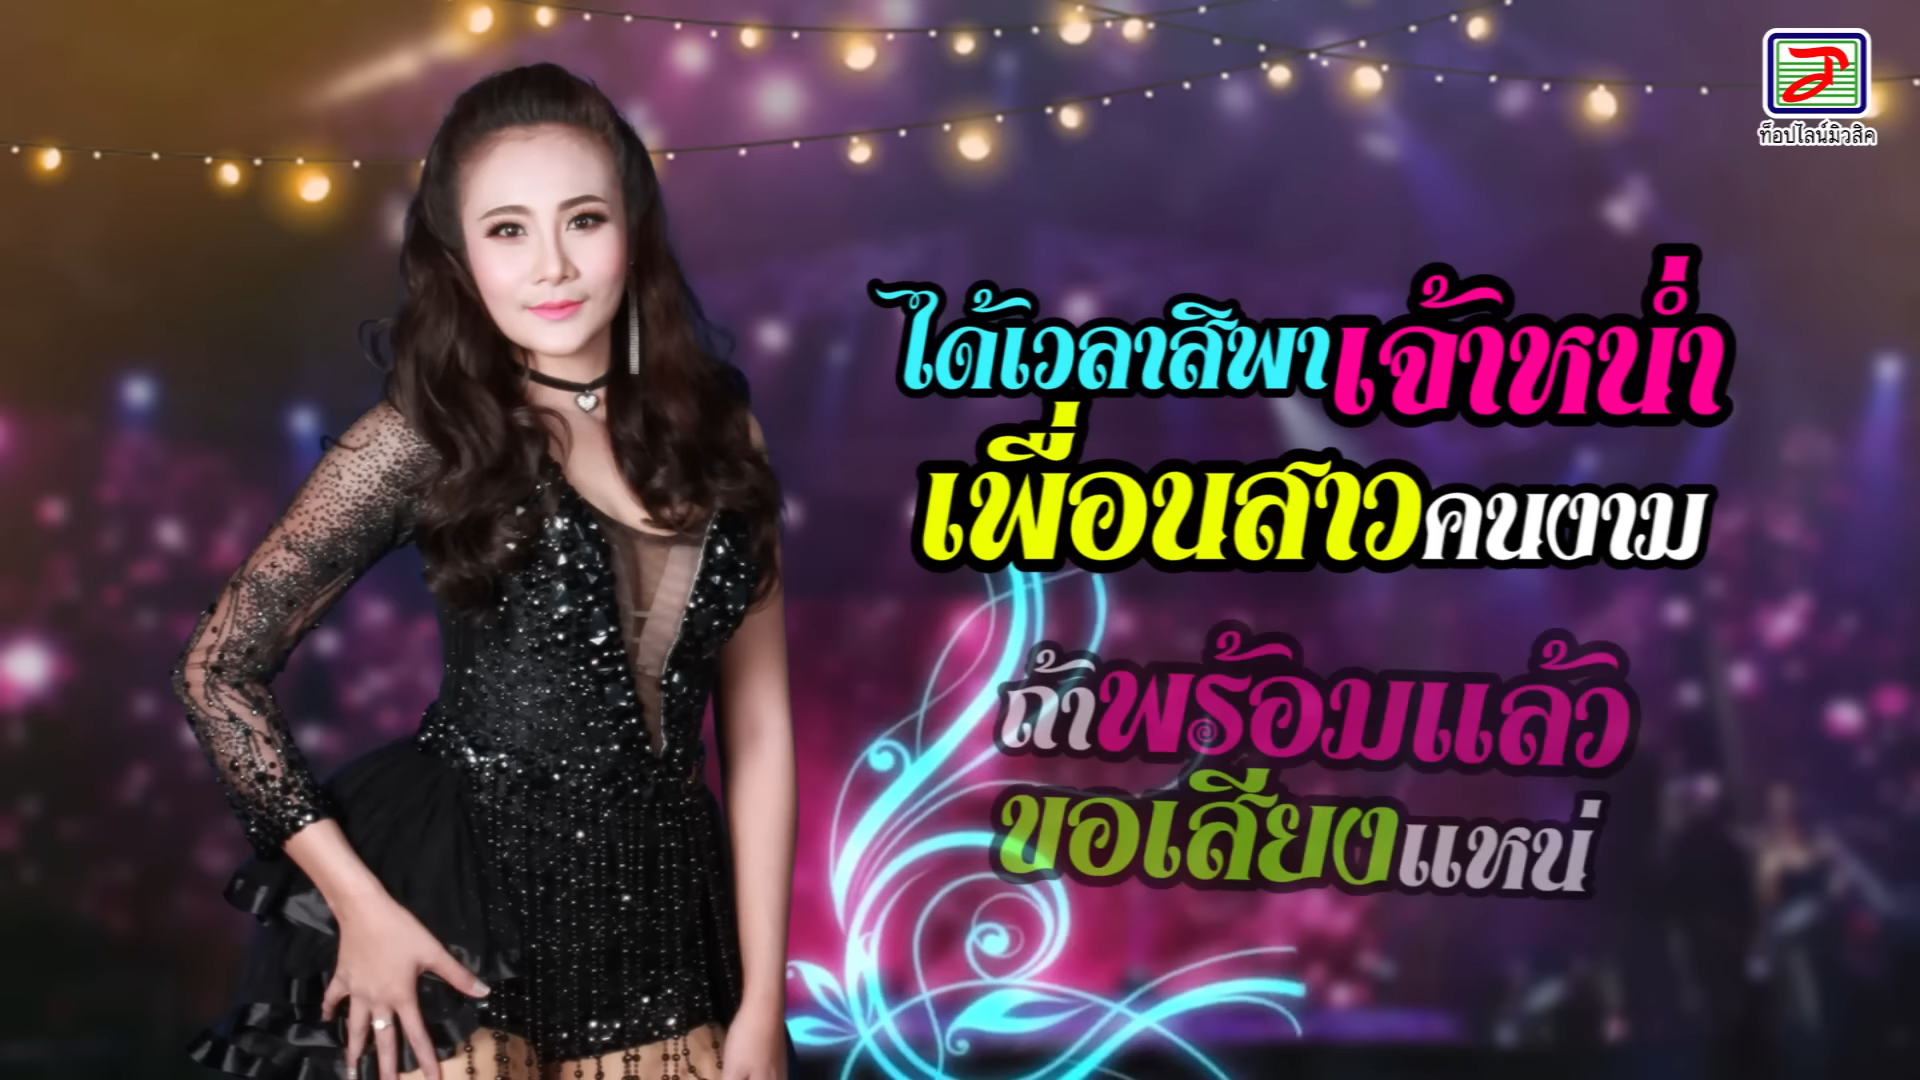 ท็อปไลน์มิวสิค
ได้เวลาสิพาเจ้าหน่ำ
เพื่อนสาวคนงาม
ถ้าพร้อมแล้ว
ขอเสียงแหน่